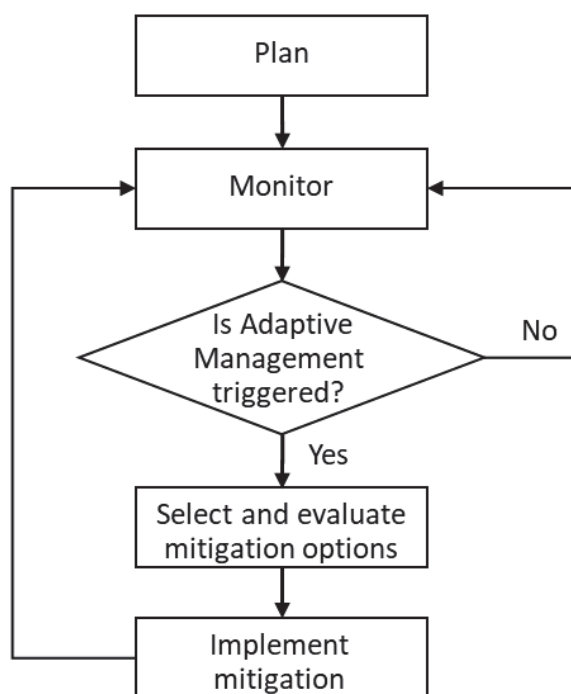 Plan
Monitor
Is Adaptive
Management
triggered?
No
Yes
Select and evaluate
mitigation options
Implement
mitigation